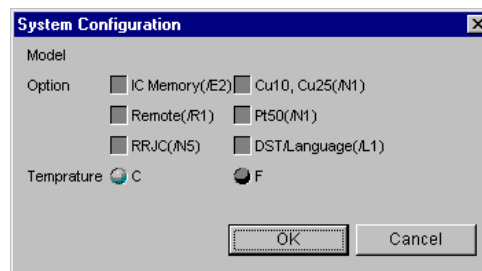 System Configuration
Model
Option IC Memory(/E2) Cu10, Cu25(/N1)
Remote(/R1) Pt50(/N1)
RRJC(/N5) DST/Language(/L1)
Temprature C F
OK Cancel